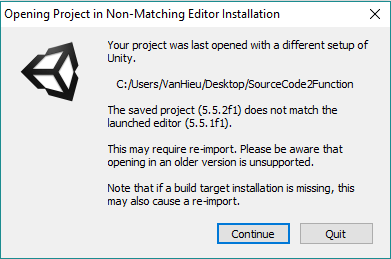 Opening Project in Non-Matching Editor Installation
Your project was last opened with a different setup of
Unity.
C:/Users/VanHieu/Desktop/SourceCode2Function
The saved project (5.5.2f1) does not match the
launched editor (5.5.1f1).
This may require re-import. Please be aware that
opening in an older version is unsupported.
Note that if a build target installation is missing, this
may also cause a re-import.
Continue Quit